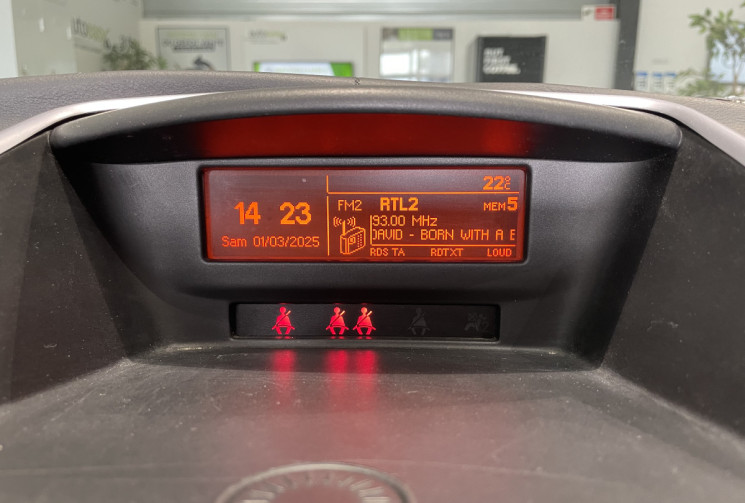 22°C
14 23
Sam 01/03/2025
FM2 RTL2 MEM5
93.00 MHz
DAVID - BORN WITH A E
RDS TA RDTXT LOUD